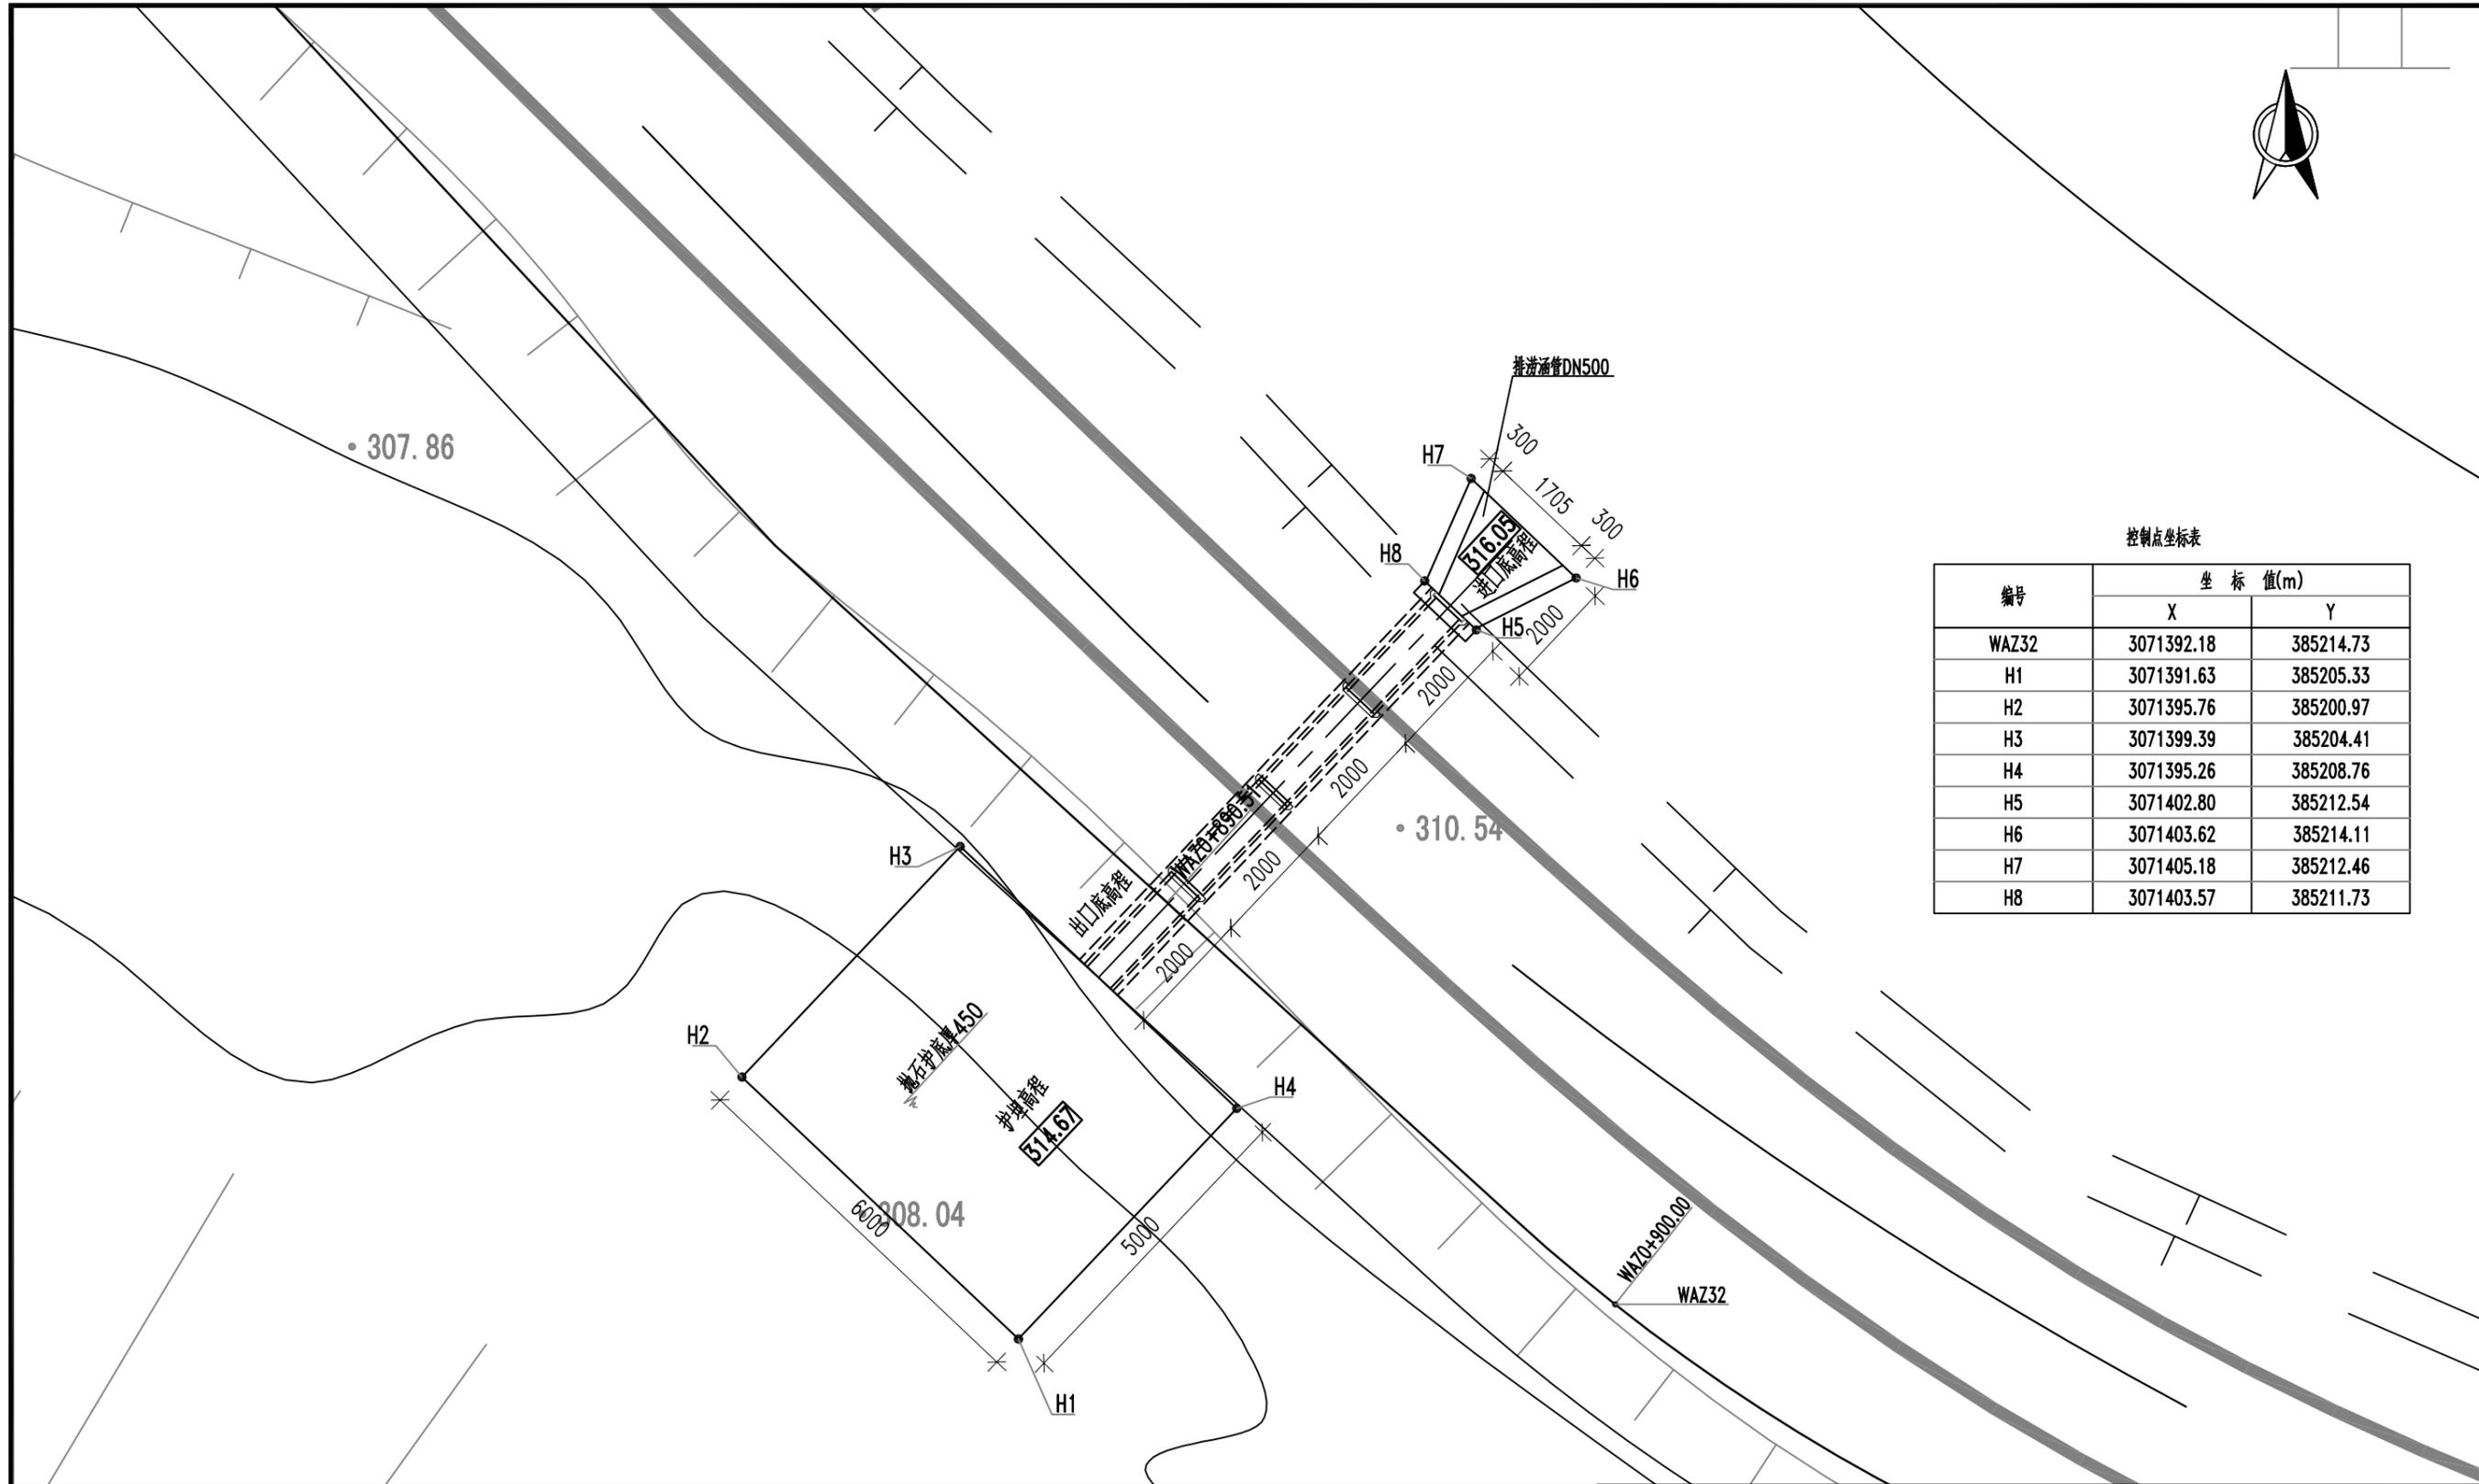 排涝涵管DN500
300
H7
1705
300
316.05
进口底高程
H8
H6
H5
2000
2000
2000
2000
2000
307.86
310.54
H3
出口底高程
H2
抛石护底厚450
护坦高程
314.67
H4
308.04
6000
5000
H1
WAZ0+900.00
WAZ32
控制点坐标表
编号 坐 标 值(m)
X Y
WAZ32 3071392.18 385214.73
H1 3071391.63 385205.33
H2 3071395.76 385200.97
H3 3071399.39 385204.41
H4 3071395.26 385208.76
H5 3071402.80 385212.54
H6 3071403.62 385214.11
H7 3071405.18 385212.46
H8 3071403.57 385211.73